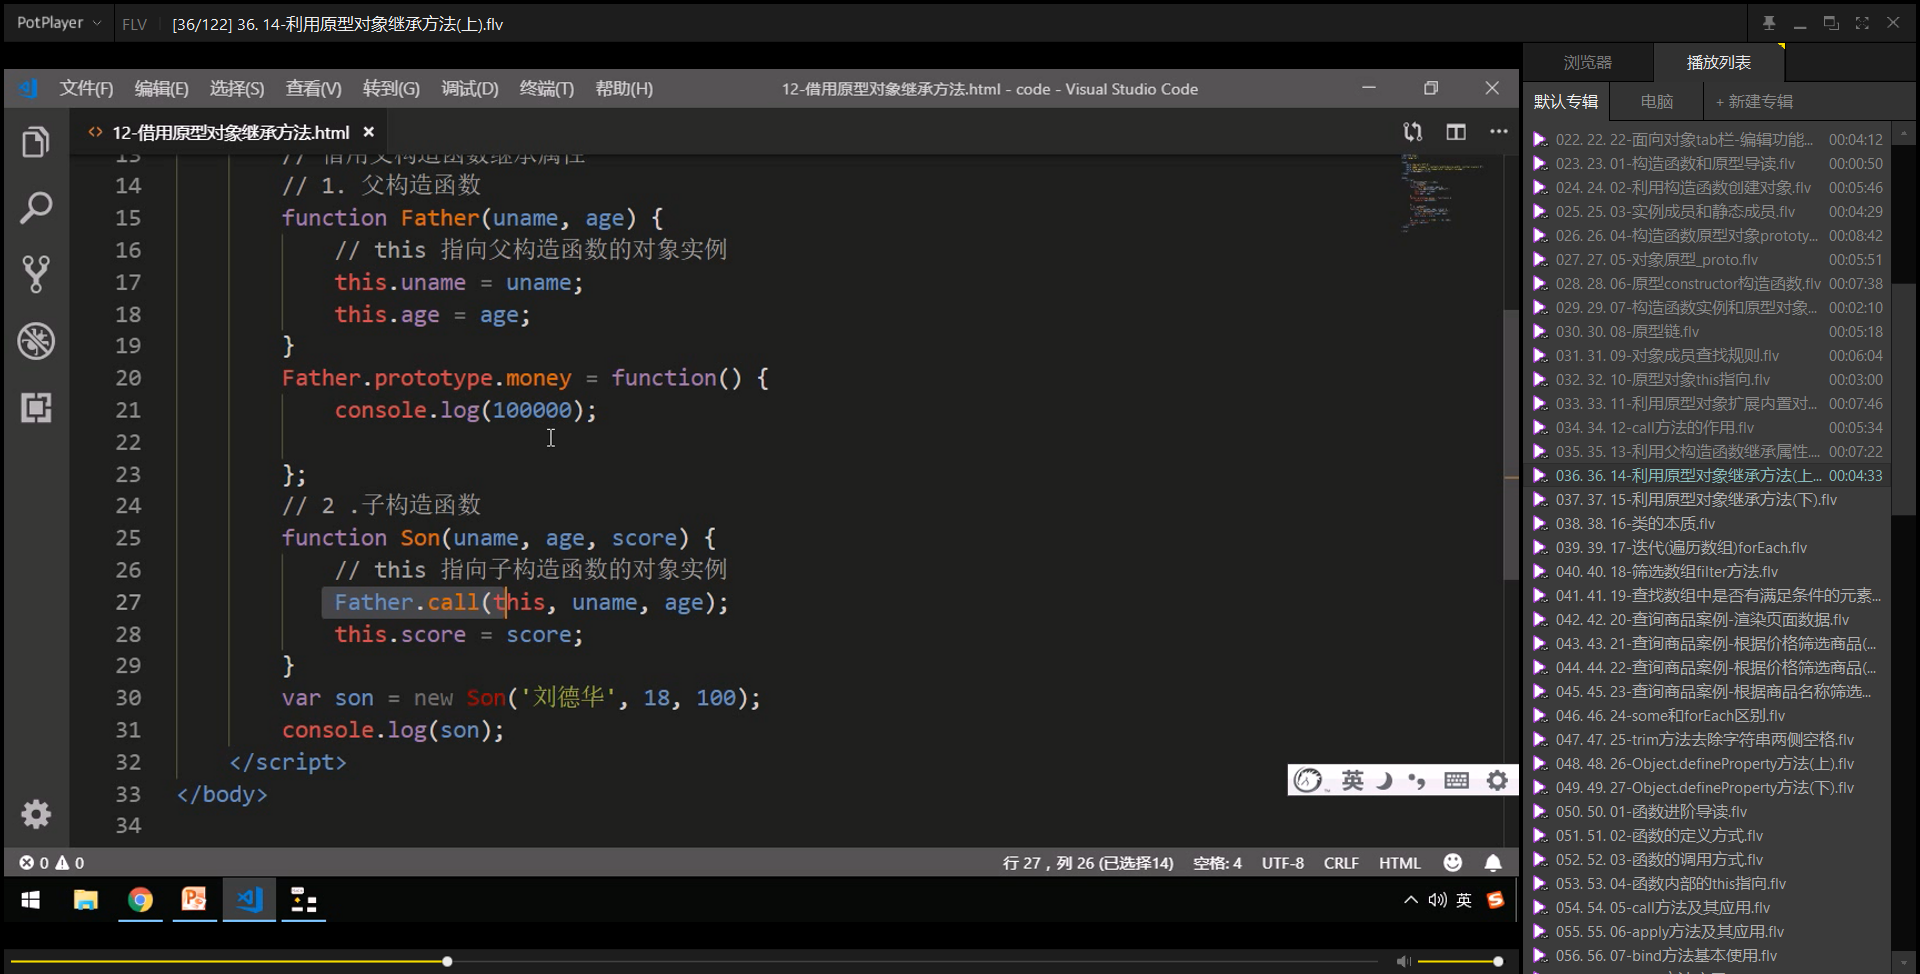 PotPlayer
FLV
[36/122] 36. 14-利用原型对象继承方法(上).flv
浏览器
播放列表
默认专辑
电脑
+ 新建专辑
文件(F) 编辑(E) 选择(S) 查看(V) 转到(G) 调试(D) 终端(T) 帮助(H)
12-借用原型对象继承方法.html - code - Visual Studio Code
<> 12-借用原型对象继承方法.html ×
13 // 借用父构造函数继承属性
14 // 1. 父构造函数
15 function Father(uname, age) {
16 // this 指向父构造函数的对象实例
17 this.uname = uname;
18 this.age = age;
19 }
20 Father.prototype.money = function() {
21 console.log(100000);
22
23 };
24 // 2 .子构造函数
25 function Son(uname, age, score) {
26 // this 指向子构造函数的对象实例
27 Father.call(this, uname, age);
28 this.score = score;
29 }
30 var son = new Son('刘德华', 18, 100);
31 console.log(son);
32 </script>
33 </body>
34
英
0 0
行 27，列 26 (已选择14) 空格: 4 UTF-8 CRLF HTML
英
022. 22. 22-面向对象tab栏-编辑功能... 00:04:12
023. 23. 01-构造函数和原型导读.flv 00:00:50
024. 24. 02-利用构造函数创建对象.flv 00:05:46
025. 25. 03-实例成员和静态成员.flv 00:04:29
026. 26. 04-构造函数原型对象prototy... 00:08:42
027. 27. 05-对象原型_proto.flv 00:05:51
028. 28. 06-原型constructor构造函数.flv 00:07:38
029. 29. 07-构造函数实例和原型对象... 00:02:10
030. 30. 08-原型链.flv 00:05:18
031. 31. 09-对象成员查找规则.flv 00:06:04
032. 32. 10-原型对象this指向.flv 00:03:00
033. 33. 11-利用原型对象扩展内置对... 00:07:46
034. 34. 12-call方法的作用.flv 00:05:34
035. 35. 13-利用父构造函数继承属性.... 00:07:22
036. 36. 14-利用原型对象继承方法(上... 00:04:33
037. 37. 15-利用原型对象继承方法(下).flv
038. 38. 16-类的本质.flv
039. 39. 17-迭代(遍历数组)forEach.flv
040. 40. 18-筛选数组filter方法.flv
041. 41. 19-查找数组中是否有满足条件的元素...
042. 42. 20-查询商品案例-渲染页面数据.flv
043. 43. 21-查询商品案例-根据价格筛选商品(...
044. 44. 22-查询商品案例-根据价格筛选商品(...
045. 45. 23-查询商品案例-根据商品名称筛选...
046. 46. 24-some和forEach区别.flv
047. 47. 25-trim方法去除字符串两侧空格.flv
048. 48. 26-Object.defineProperty方法(上).flv
049. 49. 27-Object.defineProperty方法(下).flv
050. 50. 01-函数进阶导读.flv
051. 51. 02-函数的定义方式.flv
052. 52. 03-函数的调用方式.flv
053. 53. 04-函数内部的this指向.flv
054. 54. 05-call方法及其应用.flv
055. 55. 06-apply方法及其应用.flv
056. 56. 07-bind方法基本使用.flv